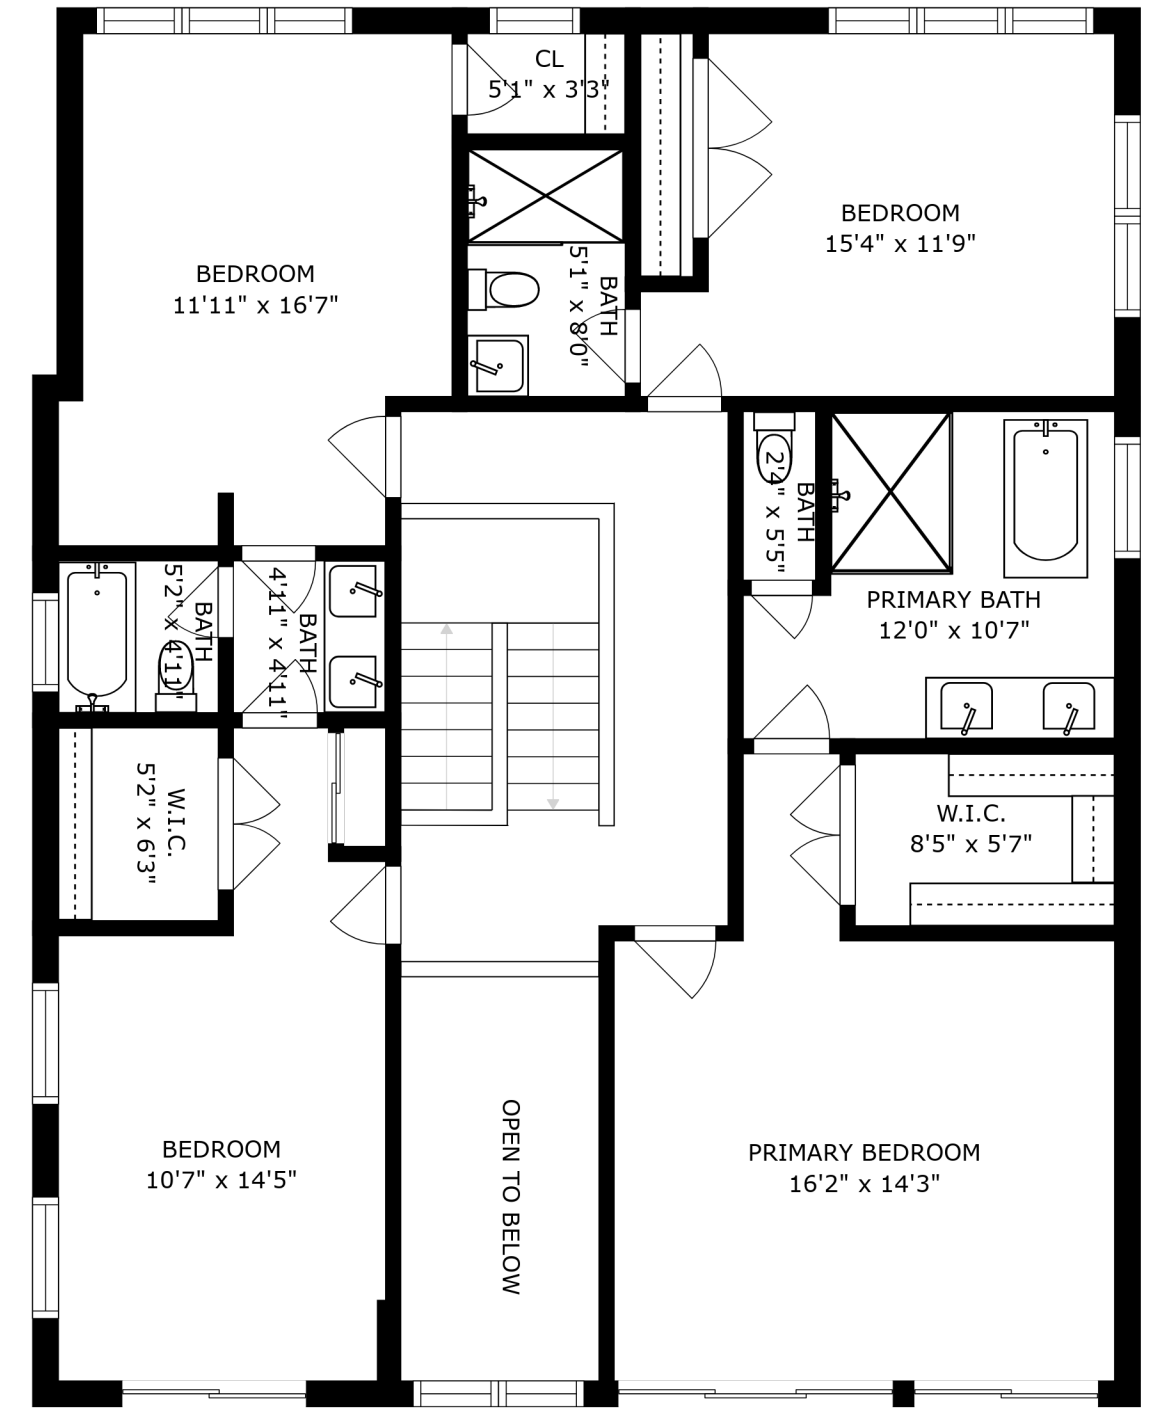 CL
5'1" x 3'3"
BEDROOM
15'4" x 11'9"
BEDROOM
11'11" x 16'7"
BATH
5'1" x 8'0"
BATH
2'4" x 5'5"
PRIMARY BATH
12'0" x 10'7"
BATH
5'2" x 4'11"
BATH
4'11" x 4'11"
W.I.C.
5'2" x 6'3"
W.I.C.
8'5" x 5'7"
BEDROOM
10'7" x 14'5"
OPEN TO BELOW
PRIMARY BEDROOM
16'2" x 14'3"